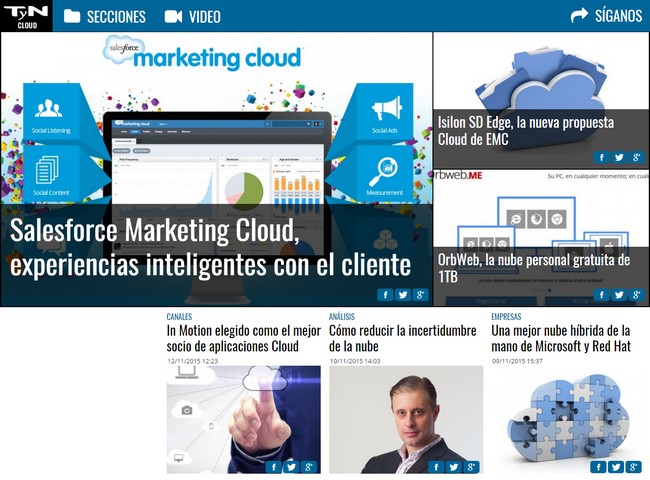 TyN
CLOUD
SECCIONES
VIDEO
SÍGANOS
salesforce
marketing cloud
Social Listening
Social Ads
Social Content
Measurement
Salesforce Marketing Cloud,
experiencias inteligentes con el cliente
Isilon SD Edge, la nueva propuesta
Cloud de EMC
orbweb.ME
Su PC, en cualquier momento; en cualquier
OrbWeb, la nube personal gratuita de
1TB
CANALES
In Motion elegido como el mejor
socio de aplicaciones Cloud
12/11/2015 12:23
ANÁLISIS
Cómo reducir la incertidumbre
de la nube
10/11/2015 14:03
EMPRESAS
Una mejor nube híbrida de la
mano de Microsoft y Red Hat
09/11/2015 15:37